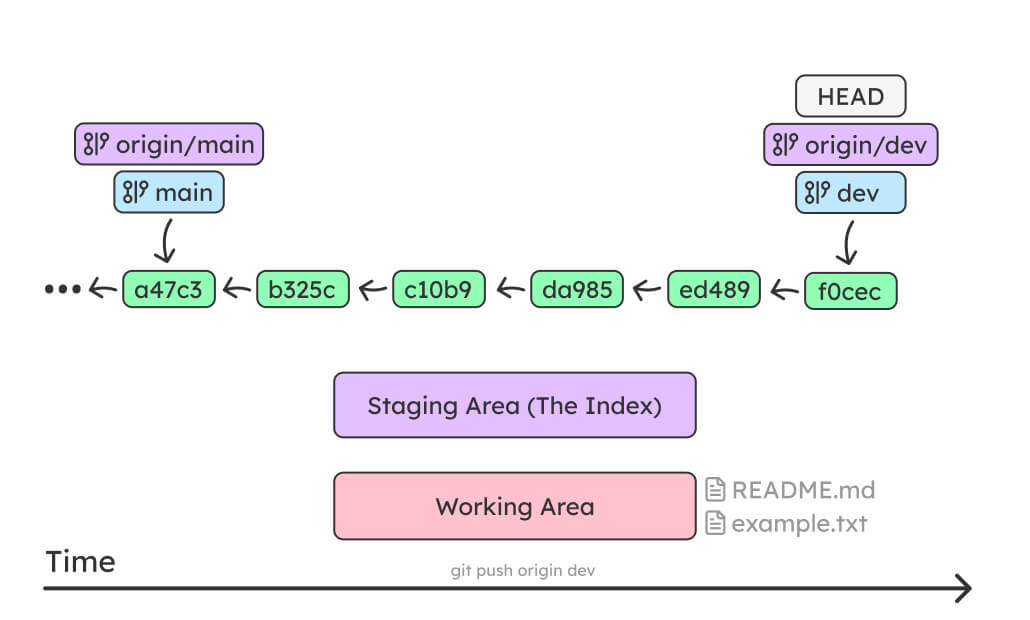 HEAD
origin/main
origin/dev
main
dev
a47c3
b325c
c10b9
da985
ed489
f0cec
Staging Area (The Index)
Working Area
README.md
example.txt
Time
git push origin dev